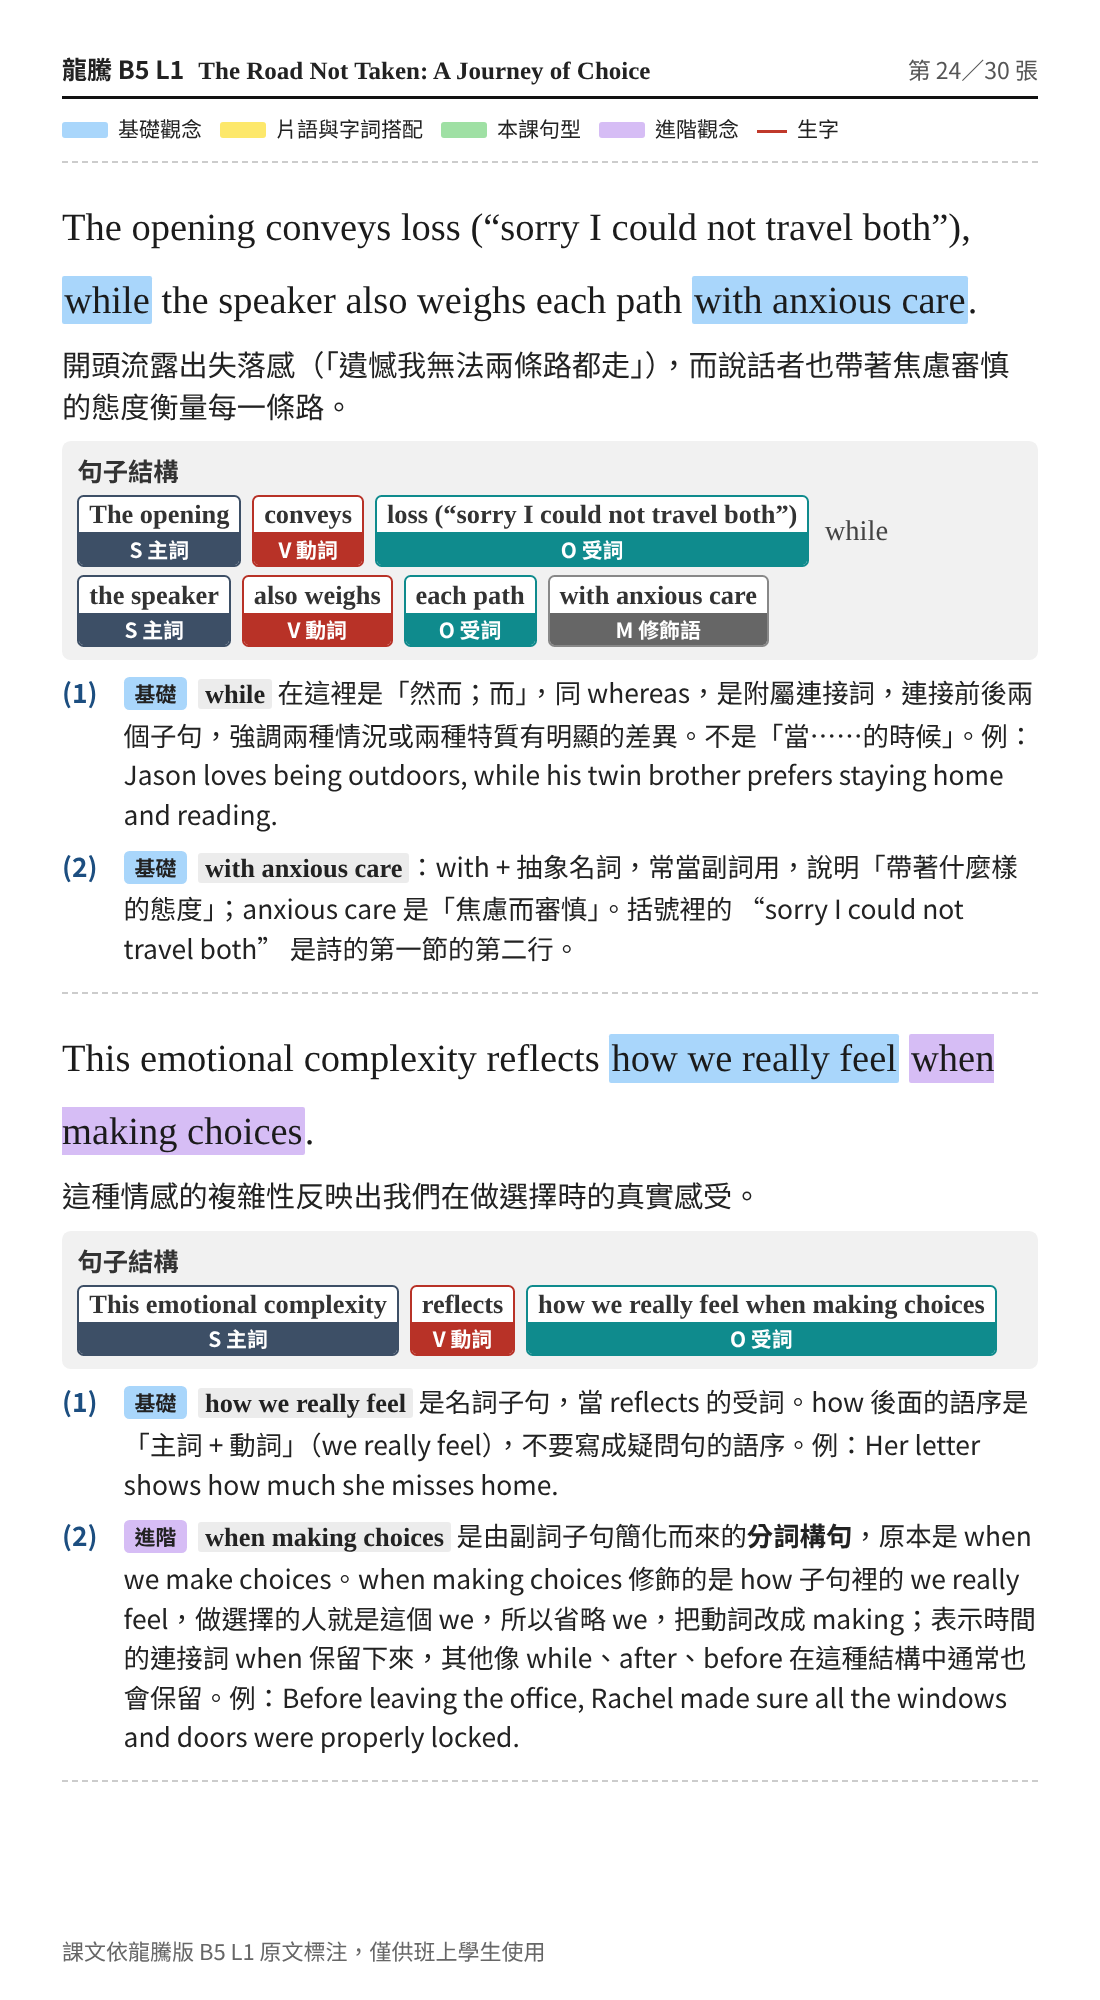 龍騰 B5 L1 The Road Not Taken: A Journey of Choice 第 24／30 張
基礎觀念 片語與字詞搭配 本課句型 進階觀念 生字
The opening conveys loss (“sorry I could not travel both”),
while the speaker also weighs each path with anxious care.
開頭流露出失落感（「遺憾我無法兩條路都走」），而說話者也帶著焦慮審慎
的態度衡量每一條路。
句子結構
The opening conveys loss (“sorry I could not travel both”) while
S 主詞 V 動詞 O 受詞
the speaker also weighs each path with anxious care
S 主詞 V 動詞 O 受詞 M 修飾語
(1) 基礎 while 在這裡是「然而；而」，同 whereas，是附屬連接詞，連接前後兩
個子句，強調兩種情況或兩種特質有明顯的差異。不是「當……的時候」。例：
Jason loves being outdoors, while his twin brother prefers staying home
and reading.
(2) 基礎 with anxious care：with + 抽象名詞，常當副詞用，說明「帶著什麼樣
的態度」；anxious care 是「焦慮而審慎」。括號裡的 “sorry I could not
travel both” 是詩的第一節的第二行。
This emotional complexity reflects how we really feel when
making choices.
這種情感的複雜性反映出我們在做選擇時的真實感受。
句子結構
This emotional complexity reflects how we really feel when making choices
S 主詞 V 動詞 O 受詞
(1) 基礎 how we really feel 是名詞子句，當 reflects 的受詞。how 後面的語序是
「主詞 + 動詞」（we really feel），不要寫成疑問句的語序。例：Her letter
shows how much she misses home.
(2) 進階 when making choices 是由副詞子句簡化而來的分詞構句，原本是 when
we make choices。when making choices 修飾的是 how 子句裡的 we really
feel，做選擇的人就是這個 we，所以省略 we，把動詞改成 making；表示時間
的連接詞 when 保留下來，其他像 while、after、before 在這種結構中通常也
會保留。例：Before leaving the office, Rachel made sure all the windows
and doors were properly locked.
課文依龍騰版 B5 L1 原文標注，僅供班上學生使用